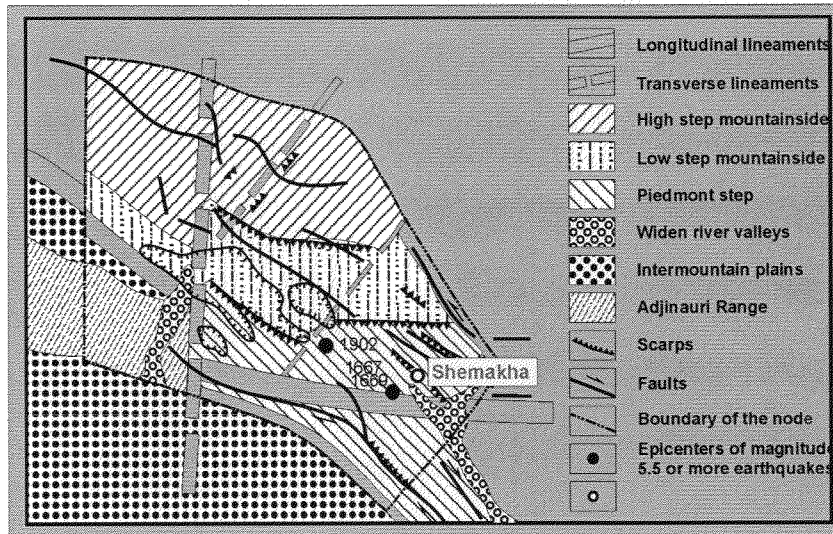 Longitudinal lineaments
Transverse lineaments
High step mountainside
Low step mountainside
Piedmont step
Widen river valleys
Intermountain plains
Adjinauri Range
Scarps
Faults
Boundary of the node
Epicenters of magnitude
5.5 or more earthquakes
1902
1667
1669
Shemakha